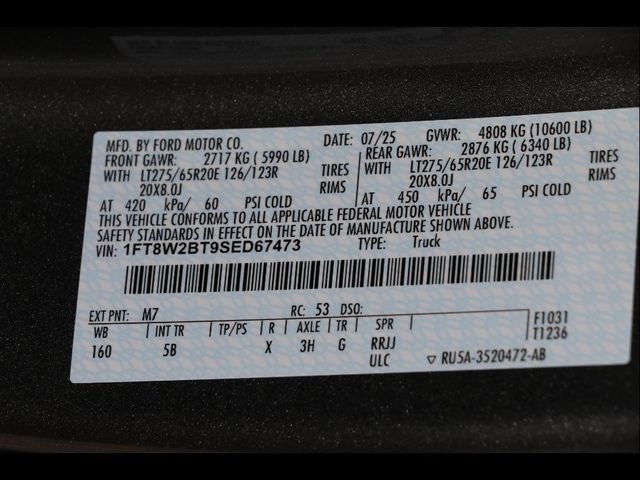 MFD. BY FORD MOTOR CO. DATE: 07/25 GVWR: 4808 KG (10600 LB)
FRONT GAWR: 2717 KG ( 5990 LB) REAR GAWR: 2876 KG ( 6340 LB)
WITH LT275/65R20E 126/123R TIRES WITH LT275/65R20E 126/123R TIRES
20X8.0J RIMS 20X8.0J RIMS
AT 420 kPa/ 60 PSI COLD AT 450 kPa/ 65 PSI COLD
THIS VEHICLE CONFORMS TO ALL APPLICABLE FEDERAL MOTOR VEHICLE
SAFETY STANDARDS IN EFFECT ON THE DATE OF MANUFACTURE SHOWN ABOVE.
VIN: 1FT8W2BT9SED67473 TYPE: Truck
EXT PNT: M7 RC: 53 DSO:
WB INT TR TP/PS R AXLE TR SPR F1031
160 5B X 3H G RRJJ T1236
ULC ▽ RU5A-3520472-AB